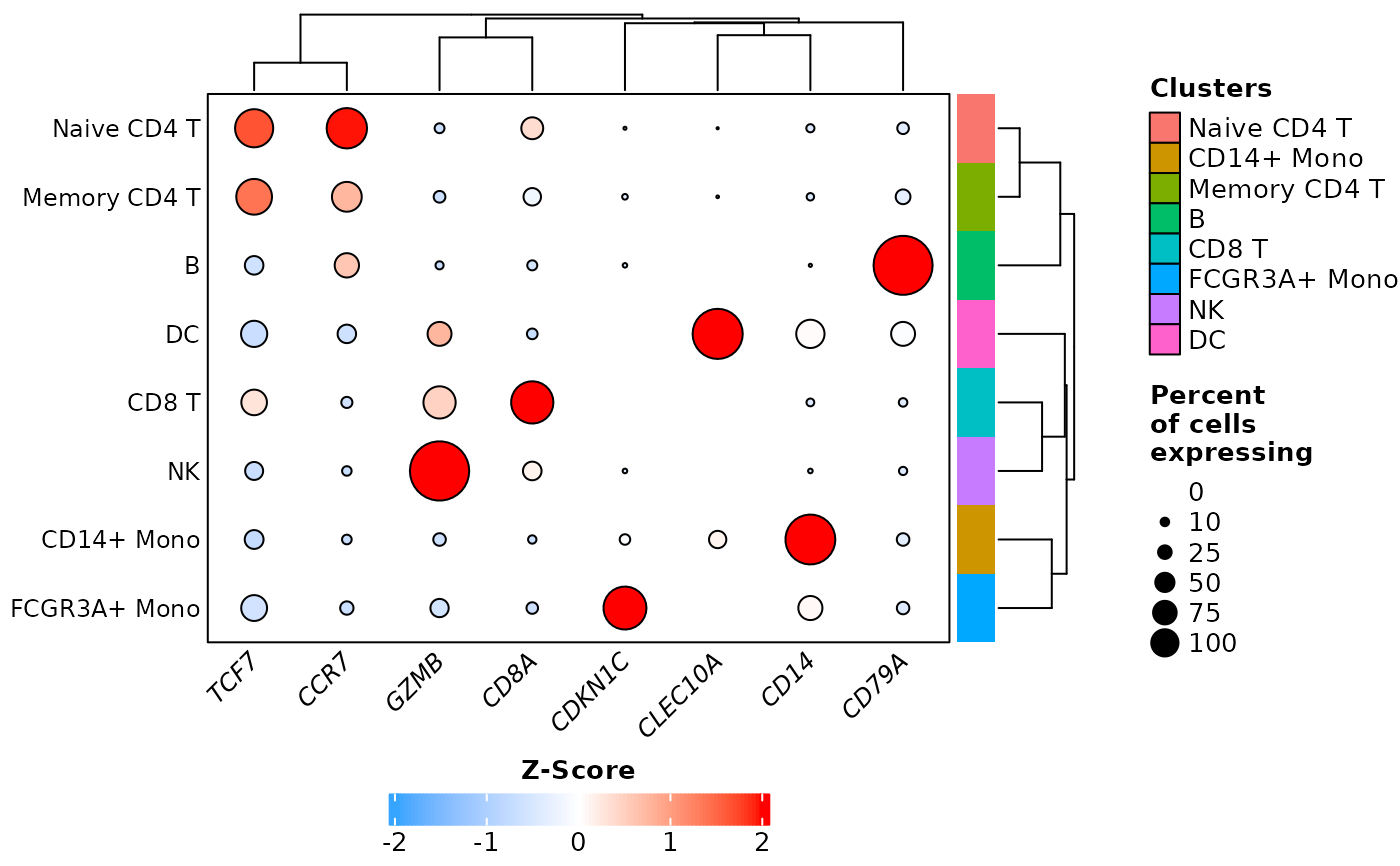 Naive CD4 T
Memory CD4 T
B
DC
CD8 T
NK
CD14+ Mono
FCGR3A+ Mono
TCF7
CCR7
GZMB
CD8A
CDKN1C
CLEC10A
CD14
CD79A
Clusters
Naive CD4 T
CD14+ Mono
Memory CD4 T
B
CD8 T
FCGR3A+ Mono
NK
DC
Percent
of cells
expressing
0
10
25
50
75
100
Z-Score
-2 -1 0 1 2